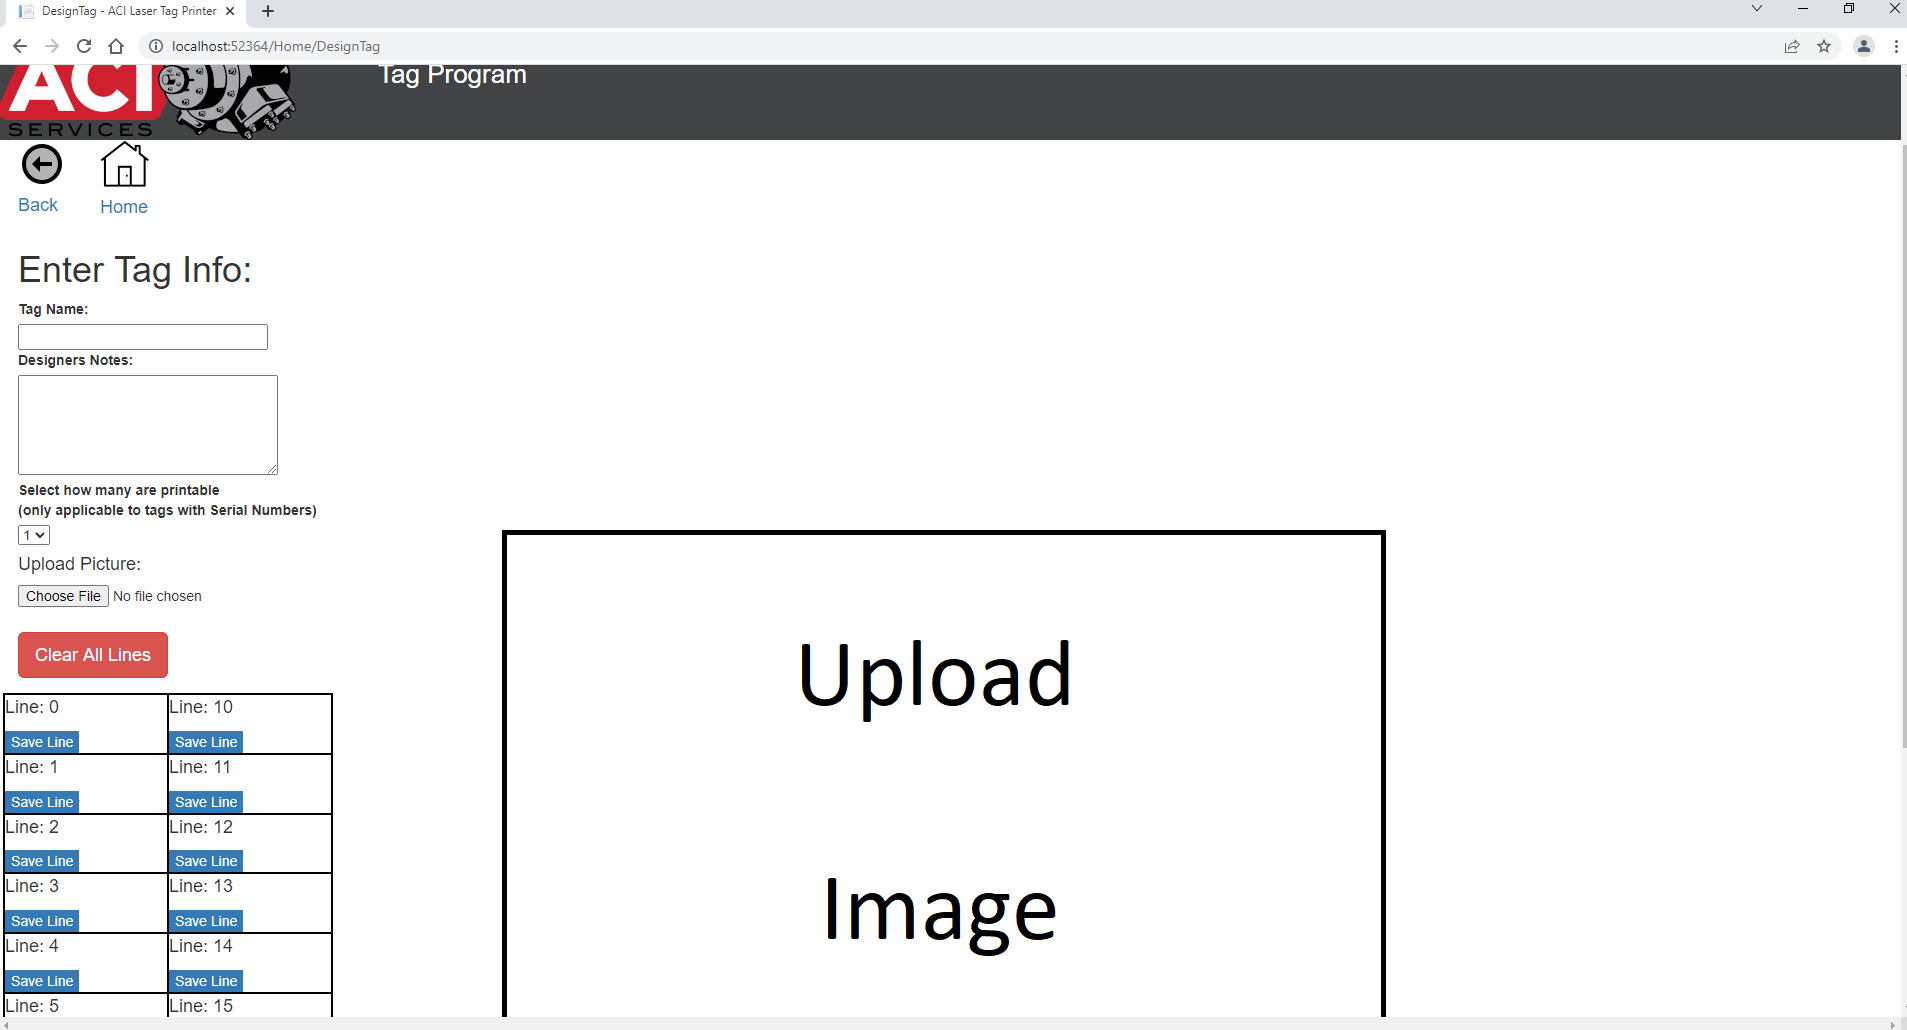 DesignTag - ACI Laser Tag Printer
localhost:52364/Home/DesignTag
ACI
SERVICES
Tag Program
Back
Home
Enter Tag Info:
Tag Name:
Designers Notes:
Select how many are printable
(only applicable to tags with Serial Numbers)
1
Upload Picture:
Choose File No file chosen
Clear All Lines
Line: 0 Line: 10
Save Line Save Line
Line: 1 Line: 11
Save Line Save Line
Line: 2 Line: 12
Save Line Save Line
Line: 3 Line: 13
Save Line Save Line
Line: 4 Line: 14
Save Line Save Line
Line: 5 Line: 15
Upload
Image